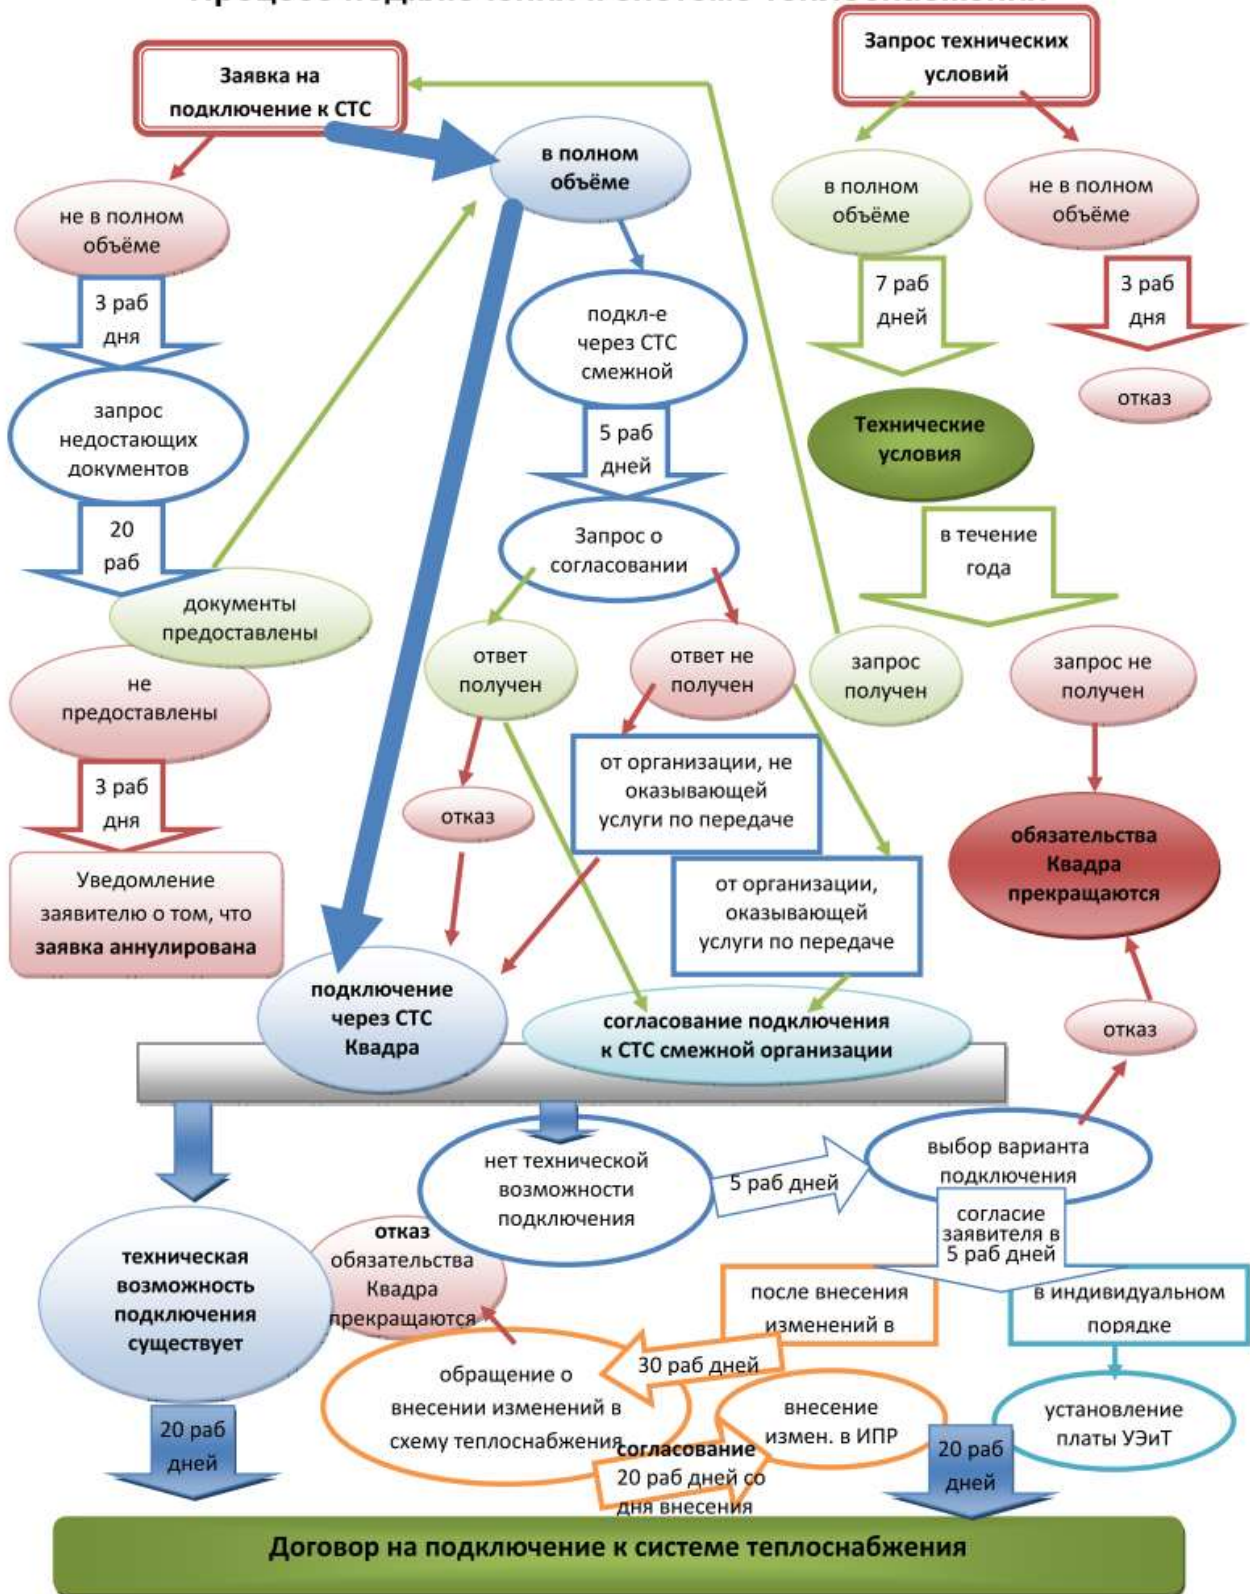 Заявка на
подключение к СТС
Запрос технических
условий
в полном
объёме
в полном
объёме
не в полном
объёме
не в полном
объёме
3 раб
дня
подкл-е
через СТС
смежной
7 раб
дней
3 раб
дня
отказ
запрос
недостающих
документов
5 раб
дней
Технические
условия
20
раб
Запрос о
согласовании
в течение
года
документы
предоставлены
не
предоставлены
ответ
получен
ответ не
получен
запрос
получен
запрос не
получен
3 раб
дня
отказ
от организации, не
оказывающей
услуги по передаче
обязательства
Квадра
прекращаются
Уведомление
заявителю о том, что
заявка аннулирована
от организации,
оказывающей
услуги по передаче
подключение
через СТС
Квадра
согласование подключения
к СТС смежной организации
отказ
нет технической
возможности
подключения
5 раб дней
выбор варианта
подключения
согласие
заявителя в
5 раб дней
техническая
возможность
подключения
существует
отказ
обязательства
Квадра
прекращаются
после внесения
изменений в
в индивидуальном
порядке
30 раб дней
обращение о
внесении изменений в
схему теплоснабжения
внесение
измен. в ИПР
установление
платы УЭиТ
20 раб
дней
согласование
20 раб дней со
дня внесения
20 раб
дней
Договор на подключение к системе теплоснабжения